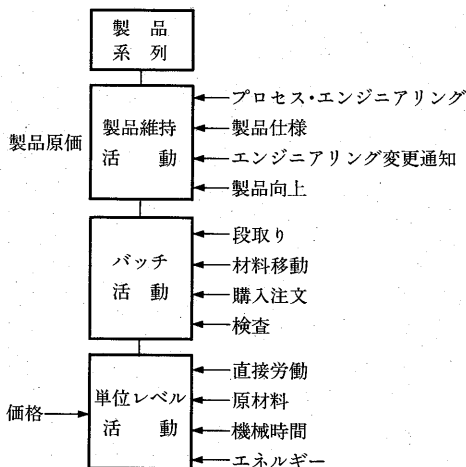 製品
系列
プロセス・エンジニアリング
製品原価
製品維持
活動
製品仕様
エンジニアリング変更通知
製品向上
バッチ
活動
段取り
材料移動
購入注文
検査
価格
単位レベル
活動
直接労働
原材料
機械時間
エネルギー